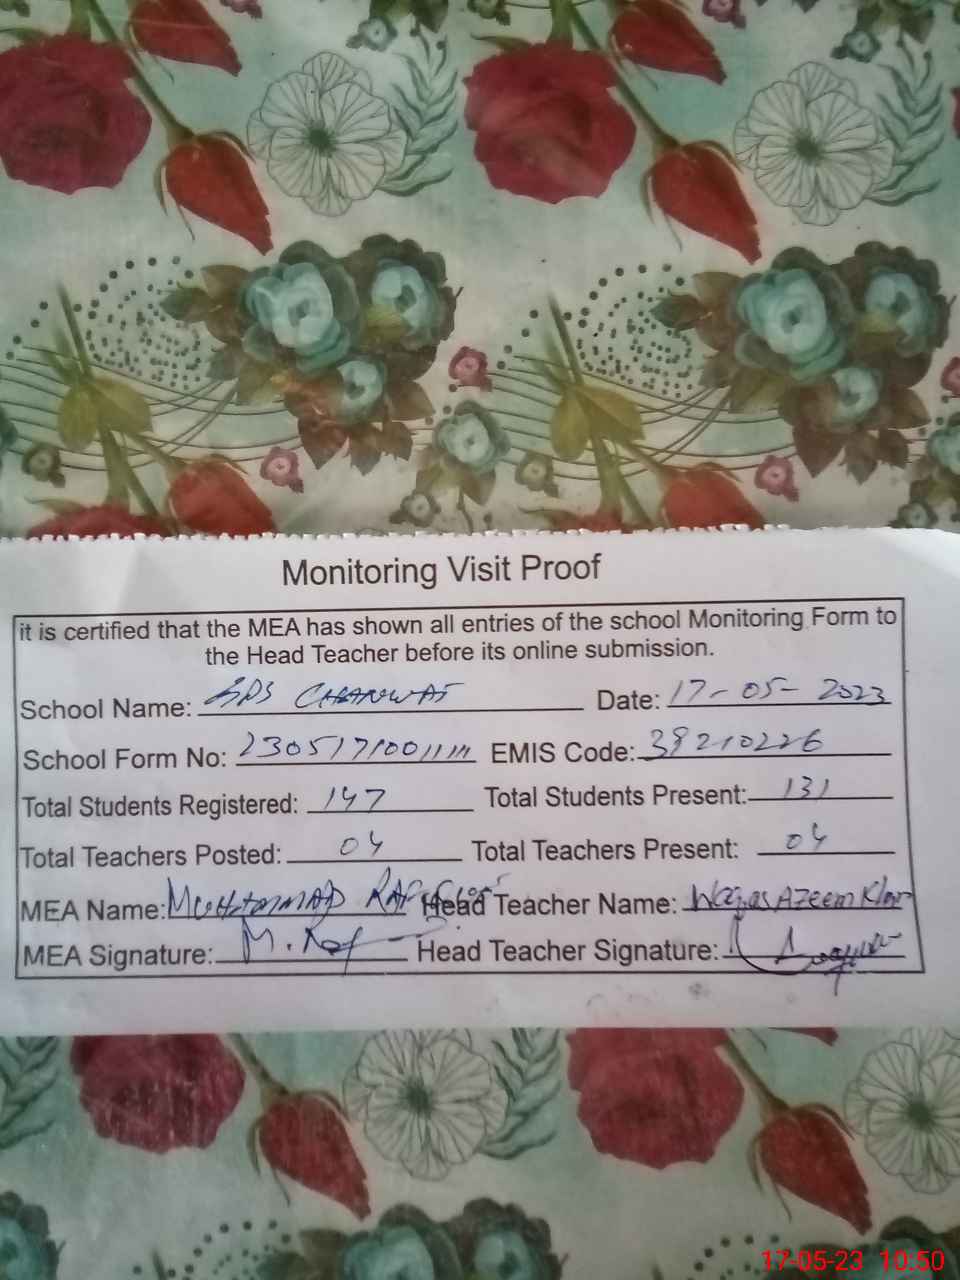 Monitoring Visit Proof
it is certified that the MEA has shown all entries of the school Monitoring Form to
the Head Teacher before its online submission.
School Name: CHANWAT Date: 17-05-2023
School Form No: EMIS Code: 38210226
Total Students Registered: 147 Total Students Present: 131
Total Teachers Posted: 04 Total Teachers Present: 04
MEA Name: MUHAMMAD Head Teacher Name: Waqas AZeem
MEA Signature: M. Head Teacher Signature:
17-05-23 10:50